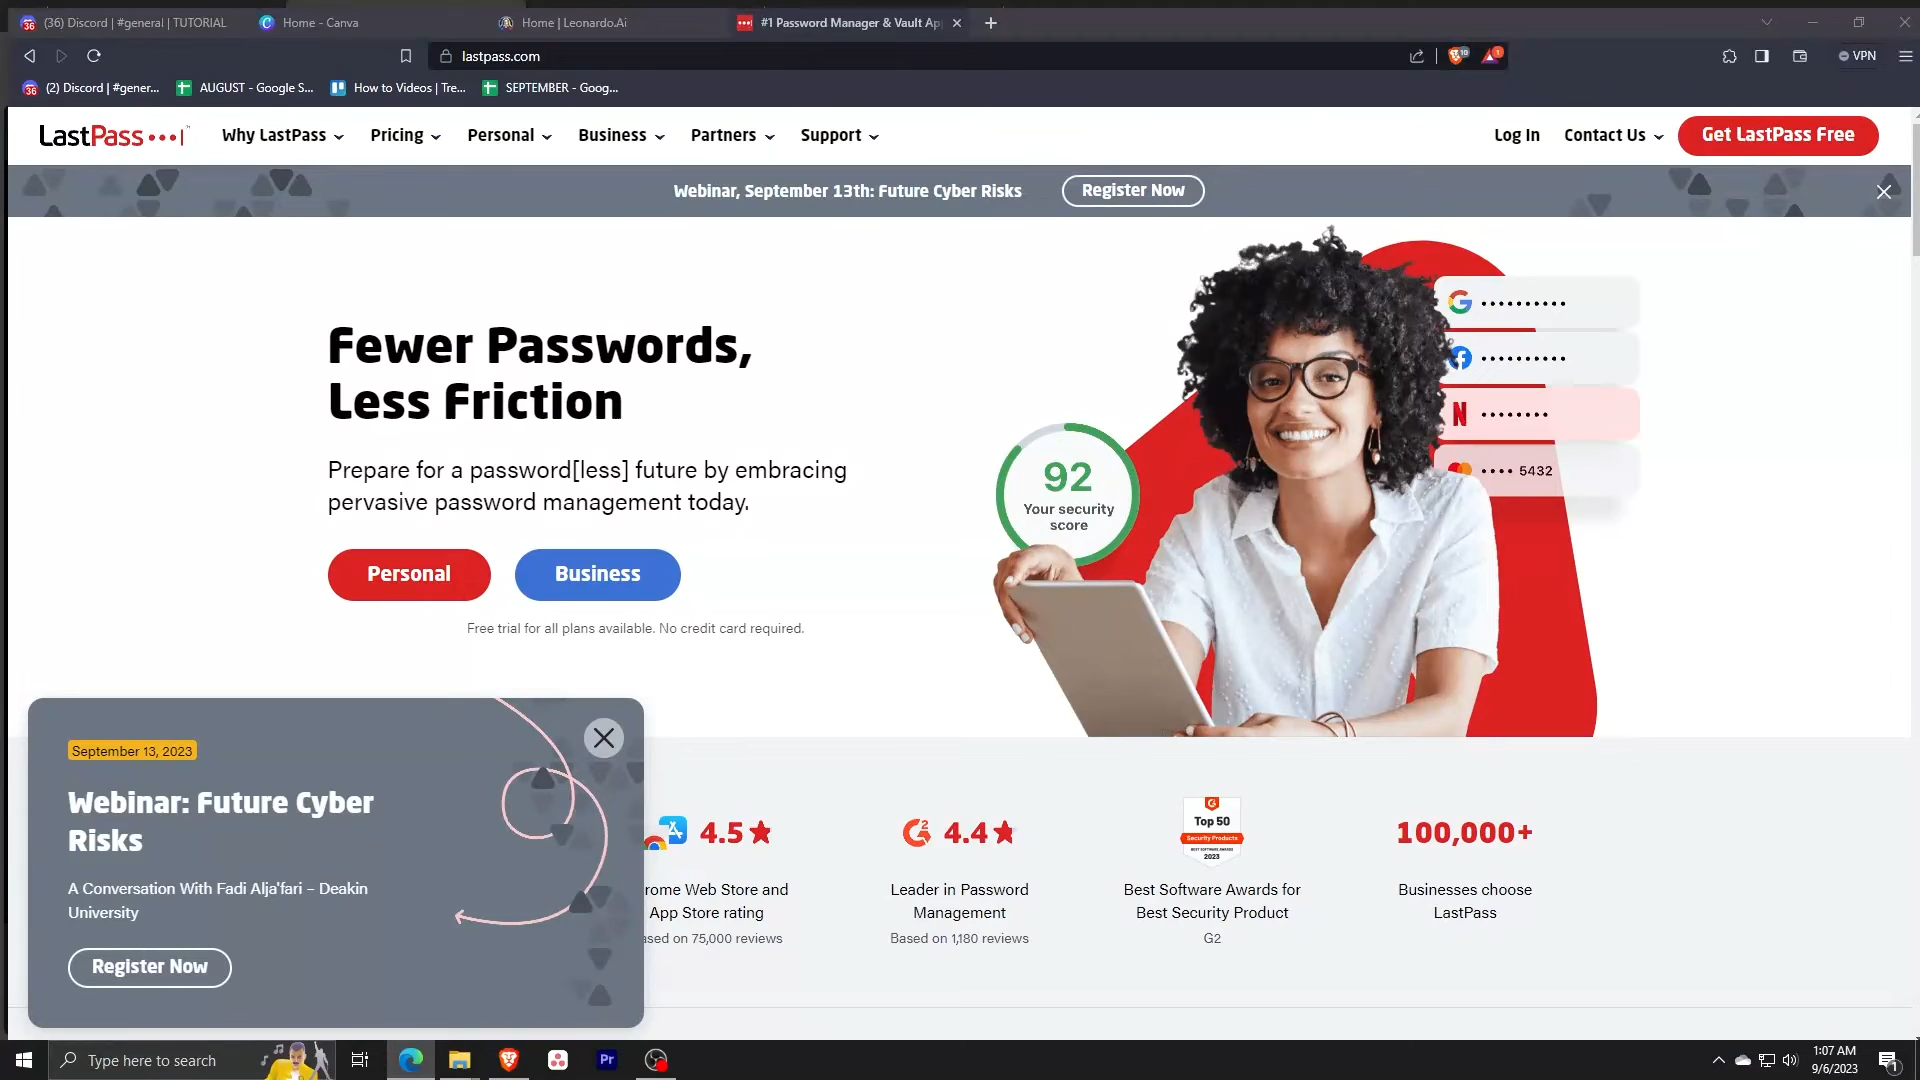 (36) Discord | #general | TUTORIAL
Home - Canva
Home | Leonardo.Ai
#1 Password Manager & Vault Ap
lastpass.com
VPN
(2) Discord | #gener...
AUGUST - Google S...
How to Videos | Tre...
SEPTEMBER - Goog...
LastPass
Why LastPass
Pricing
Personal
Business
Partners
Support
Log In
Contact Us
Get LastPass Free
Webinar, September 13th: Future Cyber Risks
Register Now
Fewer Passwords,
Less Friction
Prepare for a password[less] future by embracing
pervasive password management today.
Personal
Business
Free trial for all plans available. No credit card required.
92
Your security
score
5432
September 13, 2023
Webinar: Future Cyber
Risks
A Conversation With Fadi Alja'fari – Deakin
University
Register Now
4.5
rome Web Store and
App Store rating
ased on 75,000 reviews
4.4
Leader in Password
Management
Based on 1,180 reviews
Top 50
Security Products
BEST SOFTWARE AWARDS
2023
Best Software Awards for
Best Security Product
G2
100,000+
Businesses choose
LastPass
Type here to search
Pr
1:07 AM
9/6/2023
1